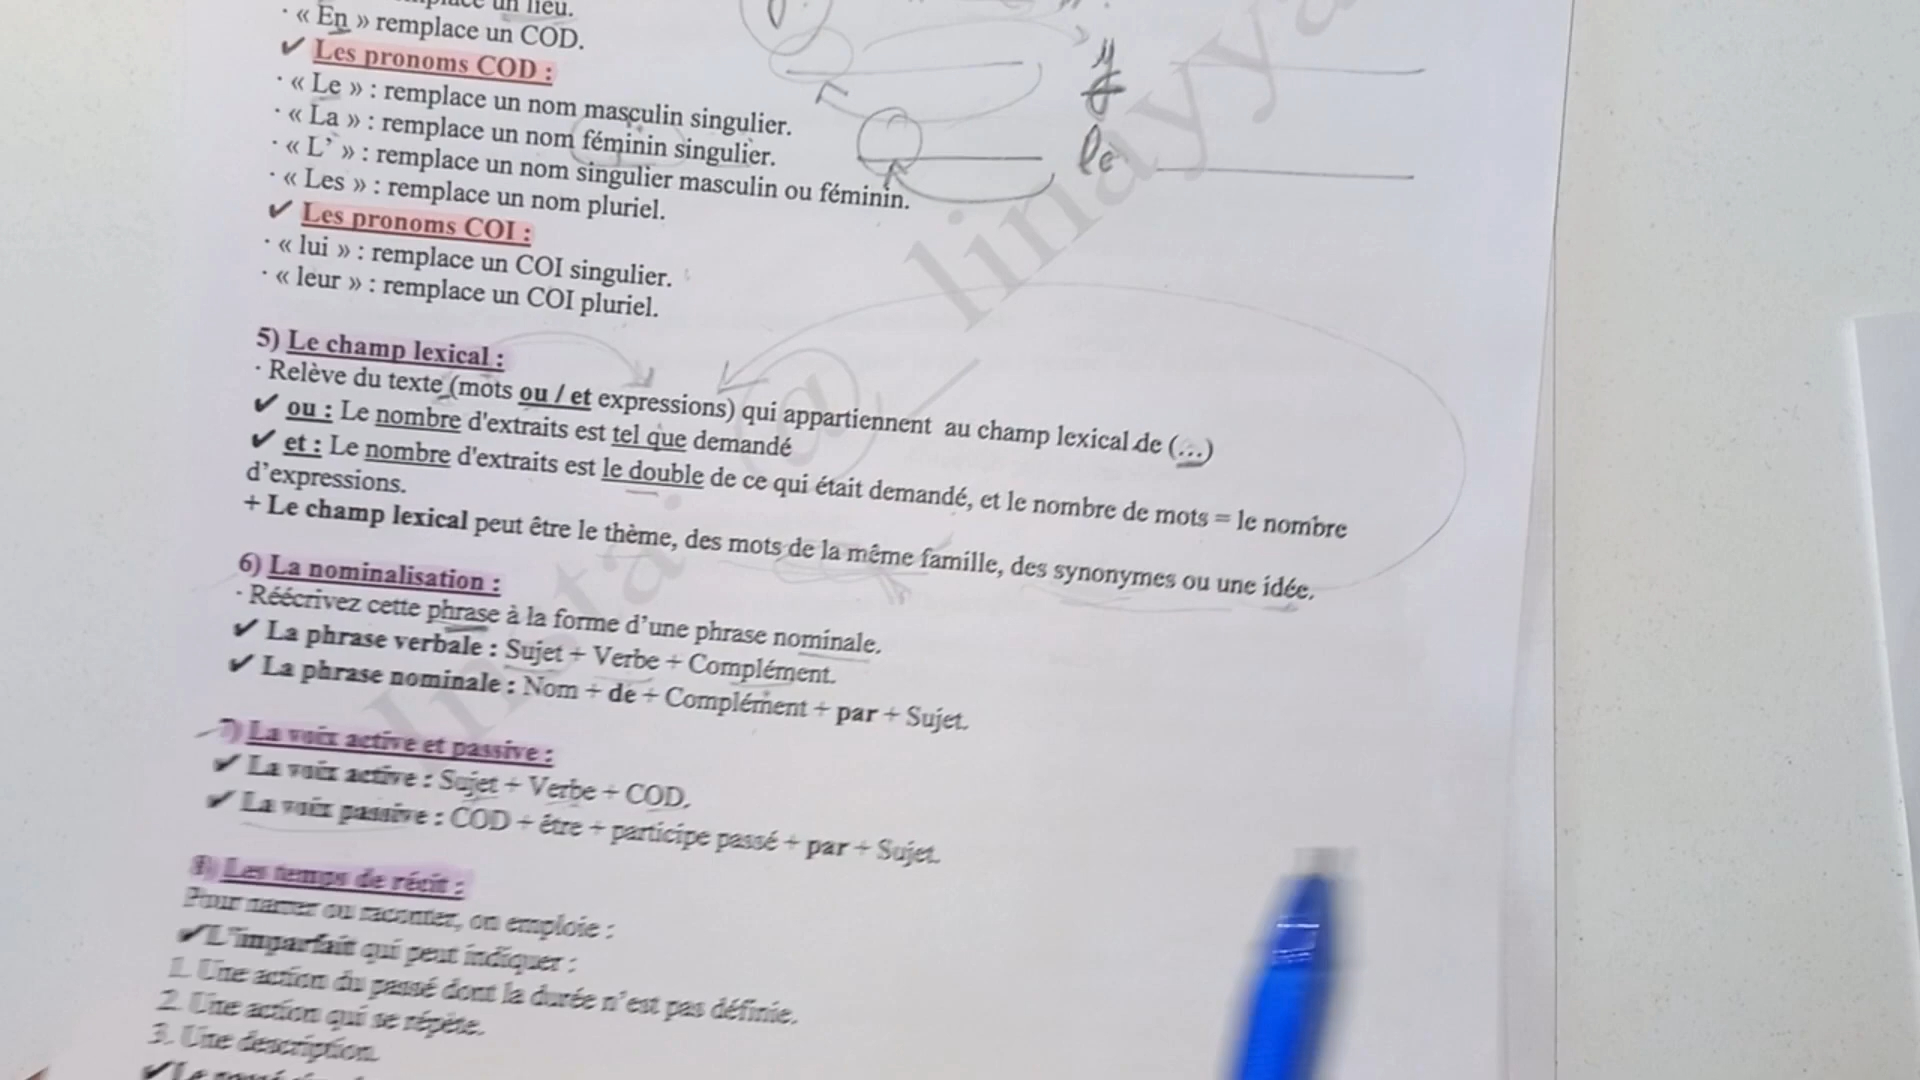 un lieu.
· « En » remplace un COD.
✔ Les pronoms COD :
· « Le » : remplace un nom masculin singulier.
· « La » : remplace un nom féminin singulier.
· « L’ » : remplace un nom singulier masculin ou féminin.
· « Les » : remplace un nom pluriel.
✔ Les pronoms COI :
· « lui » : remplace un COI singulier.
· « leur » : remplace un COI pluriel.
y
le
5) Le champ lexical :
· Relève du texte (mots ou / et expressions) qui appartiennent au champ lexical de (...)
✔ ou : Le nombre d'extraits est tel que demandé
✔ et : Le nombre d'extraits est le double de ce qui était demandé, et le nombre de mots = le nombre
d’expressions.
+ Le champ lexical peut être le thème, des mots de la même famille, des synonymes ou une idée.
6) La nominalisation :
· Réécrivez cette phrase à la forme d’une phrase nominale.
✔ La phrase verbale : Sujet + Verbe + Complément.
✔ La phrase nominale : Nom + de + Complément + par + Sujet.
7) La voix active et passive :
✔ La voix active : Sujet + Verbe + COD.
✔ La voix passive : COD + être + participe passé + par + Sujet.
8) Les temps de récit :
Pour narrer ou raconter, on emploie :
✔L’imparfait qui peut indiquer :
1. Une action du passé dont la durée n’est pas définie.
2. Une action qui se répète.
3. Une description.
✔Le